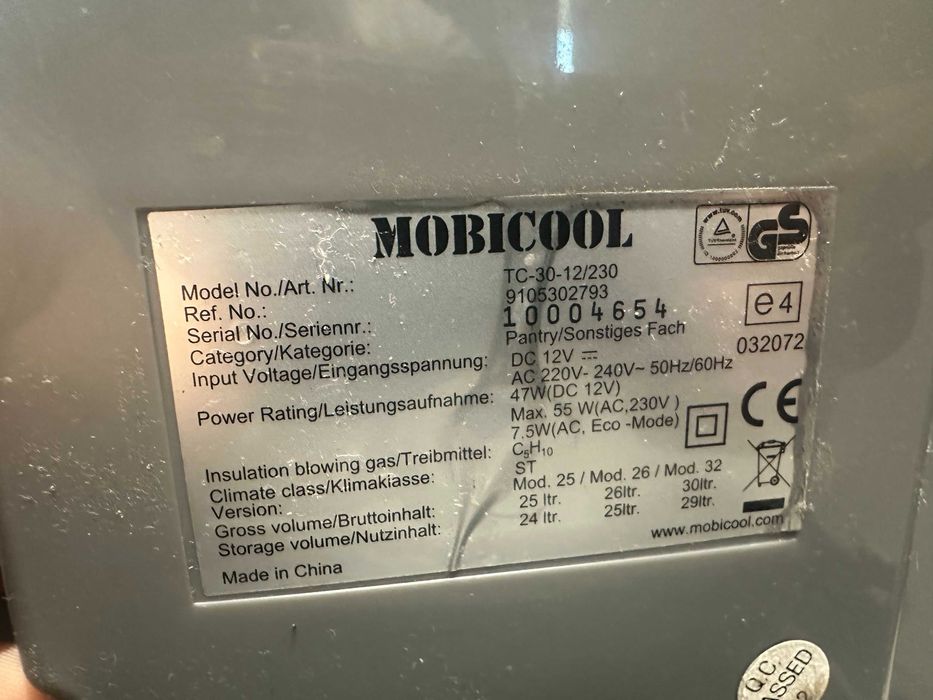 MOBICOOL
Model No./Art. Nr.: TC-30-12/230
Ref. No.: 9105302793
Serial No./Seriennr.: 10004654
Category/Kategorie: Pantry/Sonstiges Fach
Input Voltage/Eingangsspannung: DC 12V ⎓
AC 220V- 240V~ 50Hz/60Hz
Power Rating/Leistungsaufnahme: 47W(DC 12V)
Max. 55 W(AC,230V )
7.5W(AC, Eco -Mode)
Insulation blowing gas/Treibmittel: C₅H₁₀
Climate class/Klimaklasse: ST
Version: Mod. 25 / Mod. 26 / Mod. 32
Gross volume/Bruttoinhalt: 25 ltr. 26ltr. 30ltr.
Storage volume/Nutzinhalt: 24 ltr. 25ltr. 29ltr.
Made in China
www.mobicool.com
www.tuv.com
GS
e4
032072
CE
Q.C.